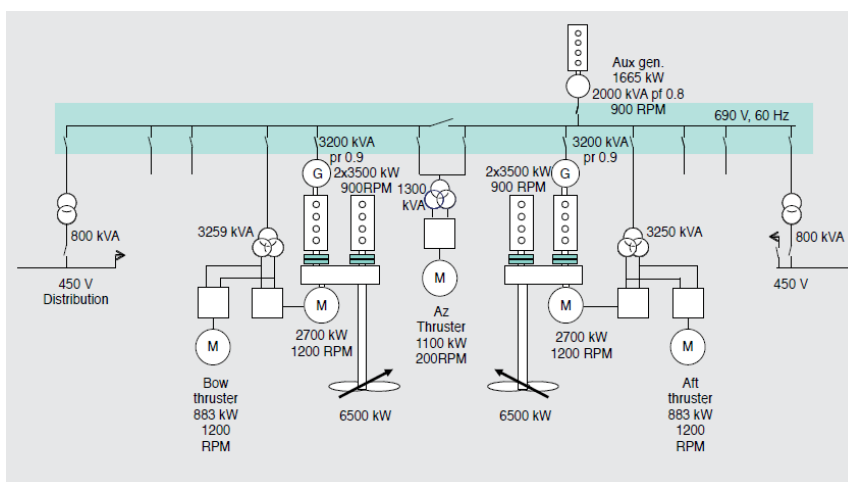 Aux gen.
1665 kW
2000 kVA pf 0.8
900 RPM
690 V, 60 Hz
3200 kVA
pr 0.9
G
2x3500 kW
900RPM
1300
kVA
3200 kVA
pr 0.9
2x3500 kW
900 RPM
G
800 kVA
3259 kVA
3250 kVA
800 kVA
450 V
Distribution
450 V
M
M
2700 kW
1200 RPM
M
Az
Thruster
1100 kW
200RPM
M
2700 kW
1200 RPM
M
Bow
thruster
883 kW
1200
RPM
6500 kW
6500 kW
Aft
thruster
883 kW
1200
RPM